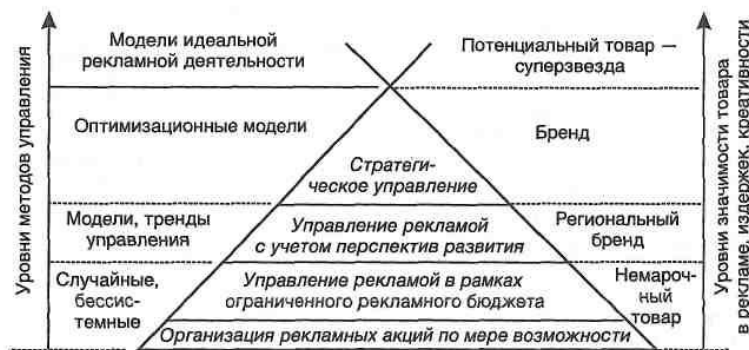 Уровни методов управления
Модели идеальной
рекламной деятельности
Потенциальный товар —
суперзвезда
Оптимизационные модели
Бренд
Стратеги-
ческое управление
Модели, тренды
управления
Управление рекламой
с учетом перспектив развития
Региональный
бренд
Случайные,
бессис-
темные
Управление рекламой в рамках
ограниченного рекламного бюджета
Немароч-
ный
товар
Организация рекламных акций по мере возможности
Уровни значимости товара
в рекламе, издержек, креативности